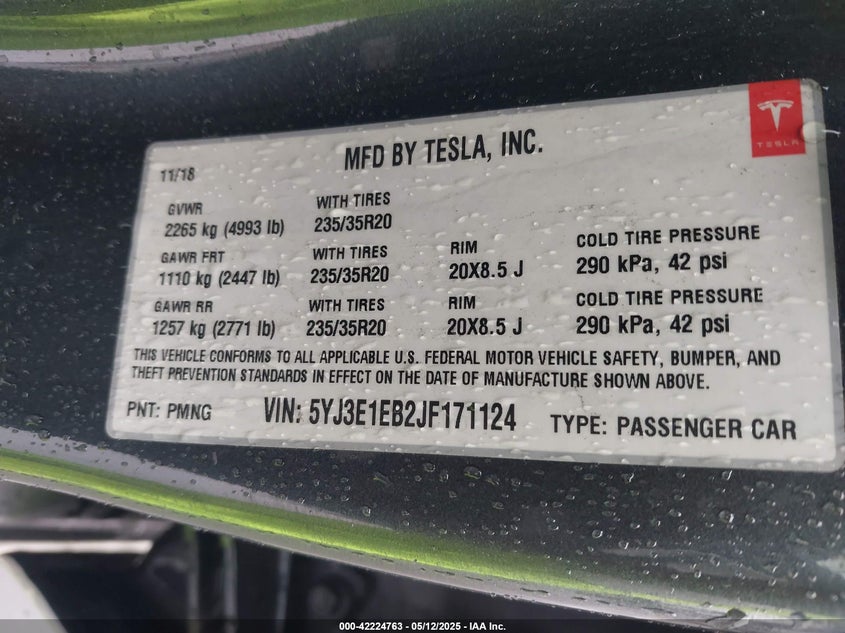 TESLA
MFD BY TESLA, INC.
11/18
GVWR WITH TIRES
2265 kg (4993 lb) 235/35R20
GAWR FRT WITH TIRES RIM COLD TIRE PRESSURE
1110 kg (2447 lb) 235/35R20 20X8.5 J 290 kPa, 42 psi
GAWR RR WITH TIRES RIM COLD TIRE PRESSURE
1257 kg (2771 lb) 235/35R20 20X8.5 J 290 kPa, 42 psi
THIS VEHICLE CONFORMS TO ALL APPLICABLE U.S. FEDERAL MOTOR VEHICLE SAFETY, BUMPER, AND
THEFT PREVENTION STANDARDS IN EFFECT ON THE DATE OF MANUFACTURE SHOWN ABOVE.
PNT: PMNG VIN: 5YJ3E1EB2JF171124 TYPE: PASSENGER CAR
000-42224763 - 05/12/2025 - IAA Inc.